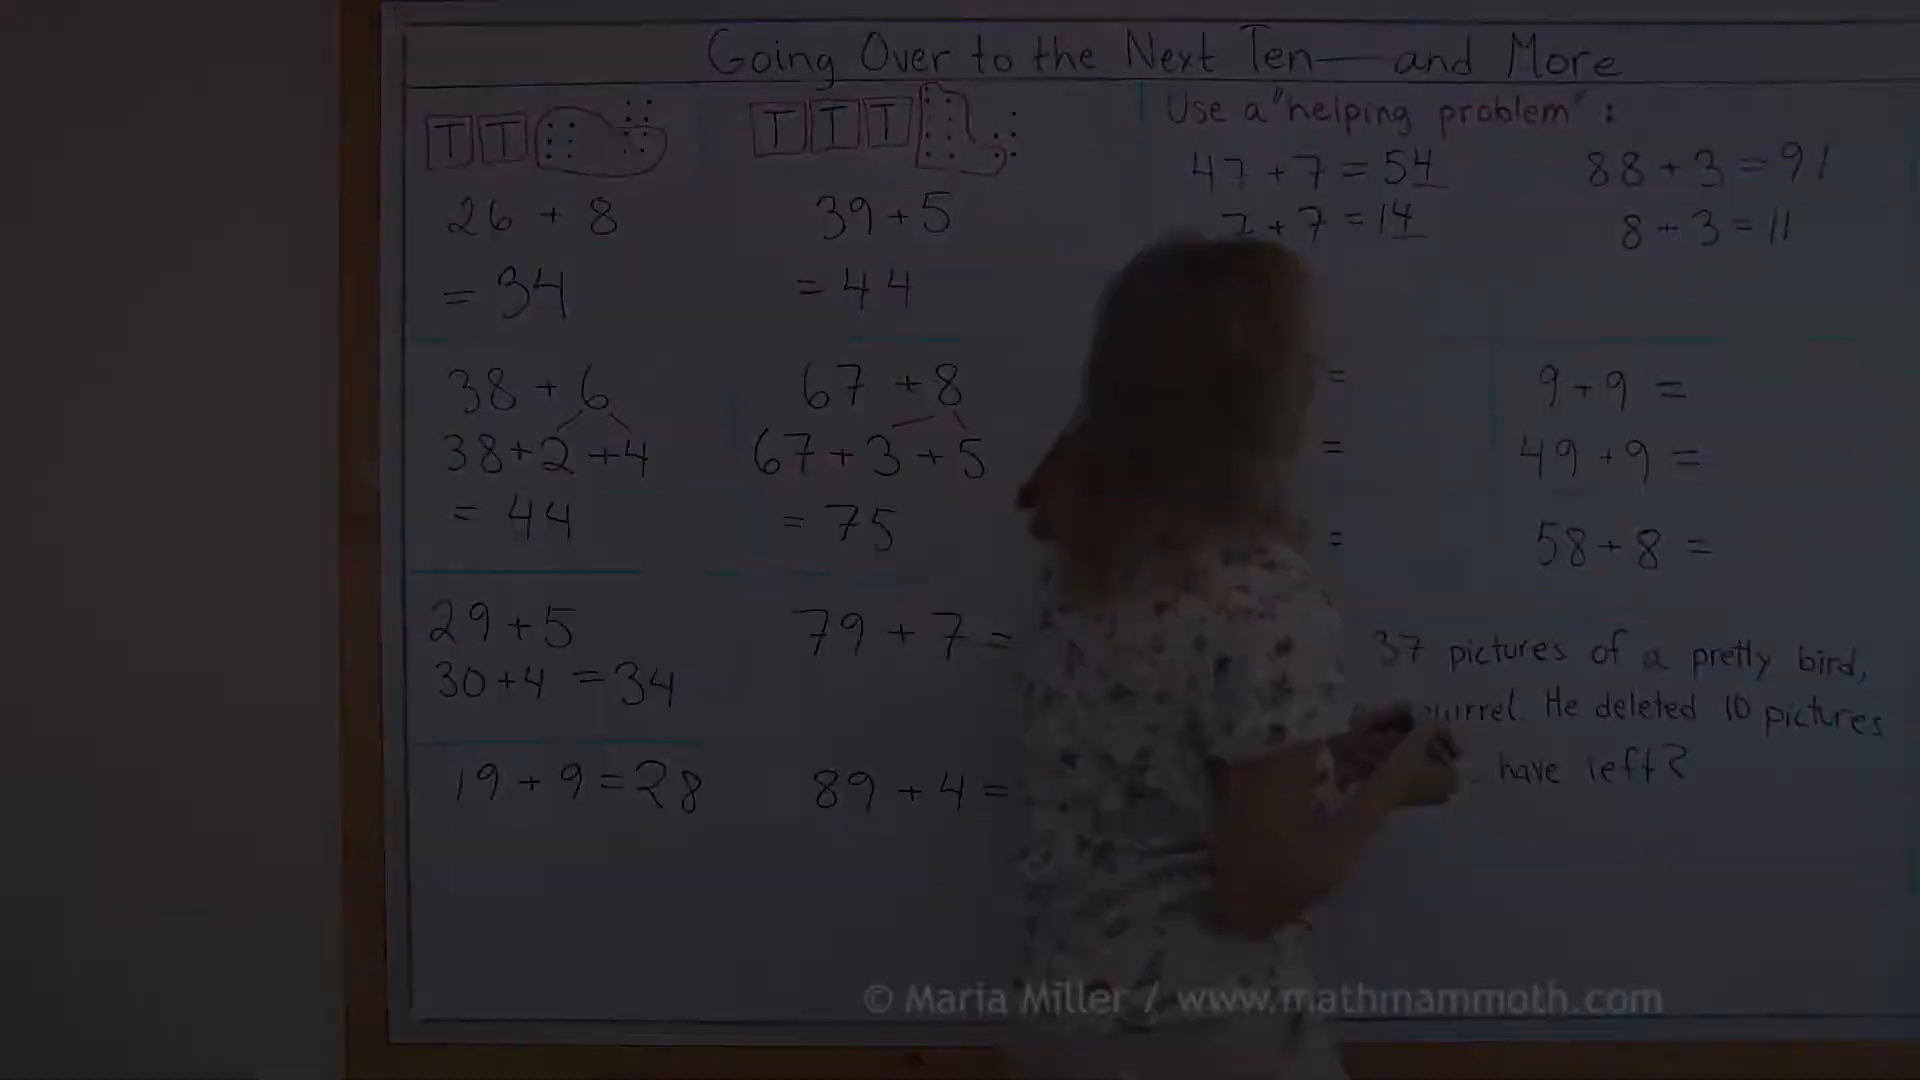 Going Over to the Next Ten — and More
T T
26 + 8
= 34
T T T
39 + 5
= 44
Use a "helping problem":
47 + 7 = 54
7 + 7 = 14
88 + 3 = 91
8 + 3 = 11
38 + 6
38 + 2 + 4
= 44
67 + 8
67 + 3 + 5
= 75
=
=
=
9 + 9 =
49 + 9 =
58 + 8 =
29 + 5
30 + 4 = 34
79 + 7 =
19 + 9 = 28
89 + 4 =
37 pictures of a pretty bird,
He deleted 10 pictures
have left?
© Maria Miller / www.mathmammoth.com